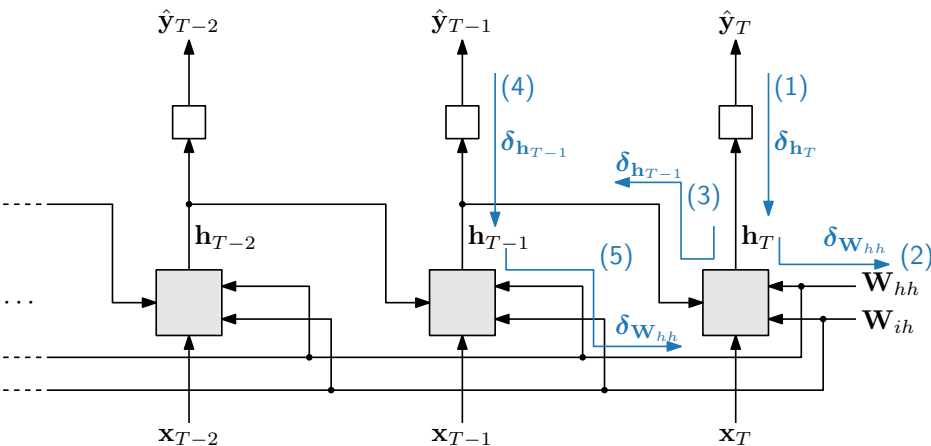 ŷ_{T−2} ŷ_{T−1} ŷ_T
(4) (1)
δ_{h_{T−1}} δ_{h_T}
δ_{h_{T−1}}
(3)
h_{T−2} h_{T−1} h_T δ_{W_{hh}}
(5) (2)
... W_{hh}
δ_{W_{hh}} W_{ih}
x_{T−2} x_{T−1} x_T